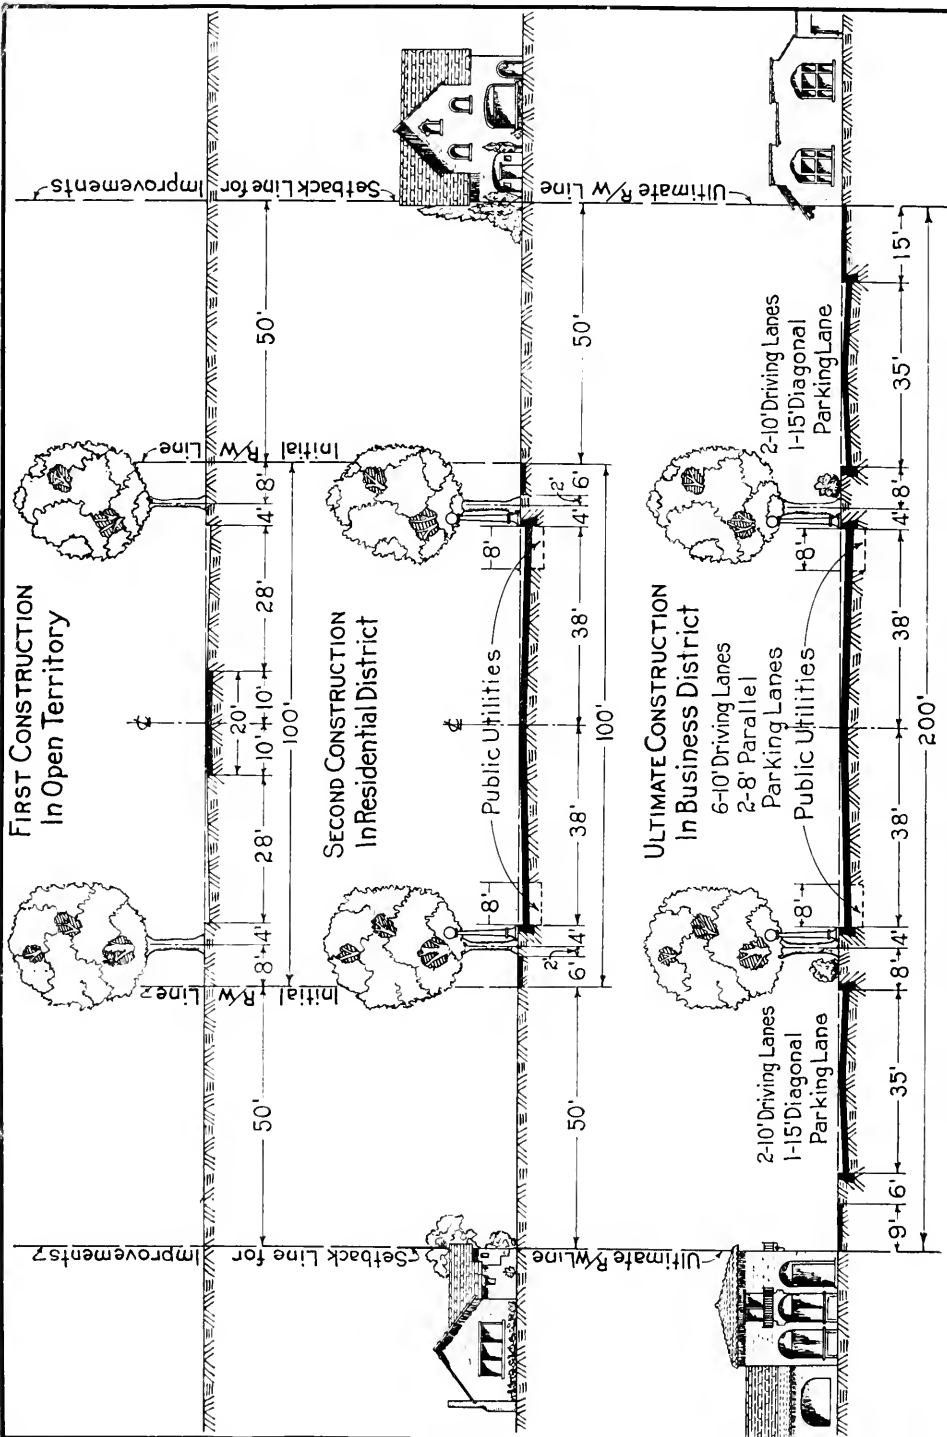 FIRST CONSTRUCTION
In Open Territory
Setback Line for
Improvements
Initial
R/W
Line
Initial
R/W
Line
Setback Line for
Improvements
℄
50'
8'
4'
28'
10'
10'
20'
28'
4'
8'
50'
100'
SECOND CONSTRUCTION
In Residential District
℄
Public Utilities
8'
8'
50'
6'
2'
4'
38'
38'
4'
2'
6'
50'
100'
ULTIMATE CONSTRUCTION
In Business District
6-10' Driving Lanes
2-8' Parallel
Parking Lanes
Public Utilities
Ultimate R/W Line
Ultimate R/W Line
2-10' Driving Lanes
1-15' Diagonal
Parking Lane
2-10' Driving Lanes
1-15' Diagonal
Parking Lane
8'
8'
9'
6'
35'
8'
4'
38'
38'
4'
8'
35'
15'
200'